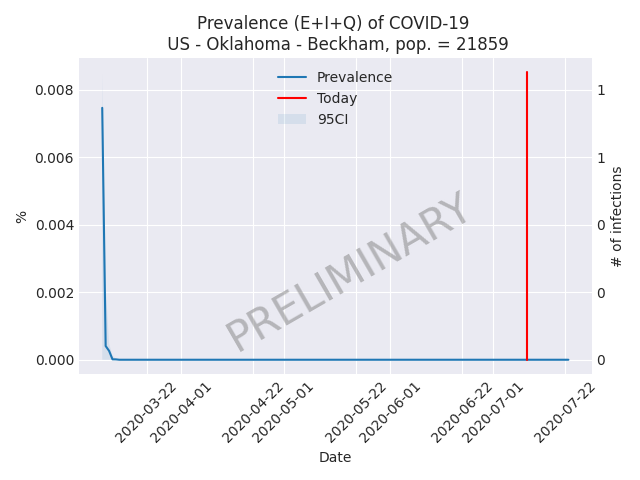 Prevalence (E+I+Q) of COVID-19
US - Oklahoma - Beckham, pop. = 21859
Prevalence
Today
95CI
0.008
0.006
0.004
0.002
0.000
%
1
1
0
0
0
# of infections
PRELIMINARY
2020-03-22
2020-04-01
2020-04-22
2020-05-01
2020-05-22
2020-06-01
2020-06-22
2020-07-01
2020-07-22
Date